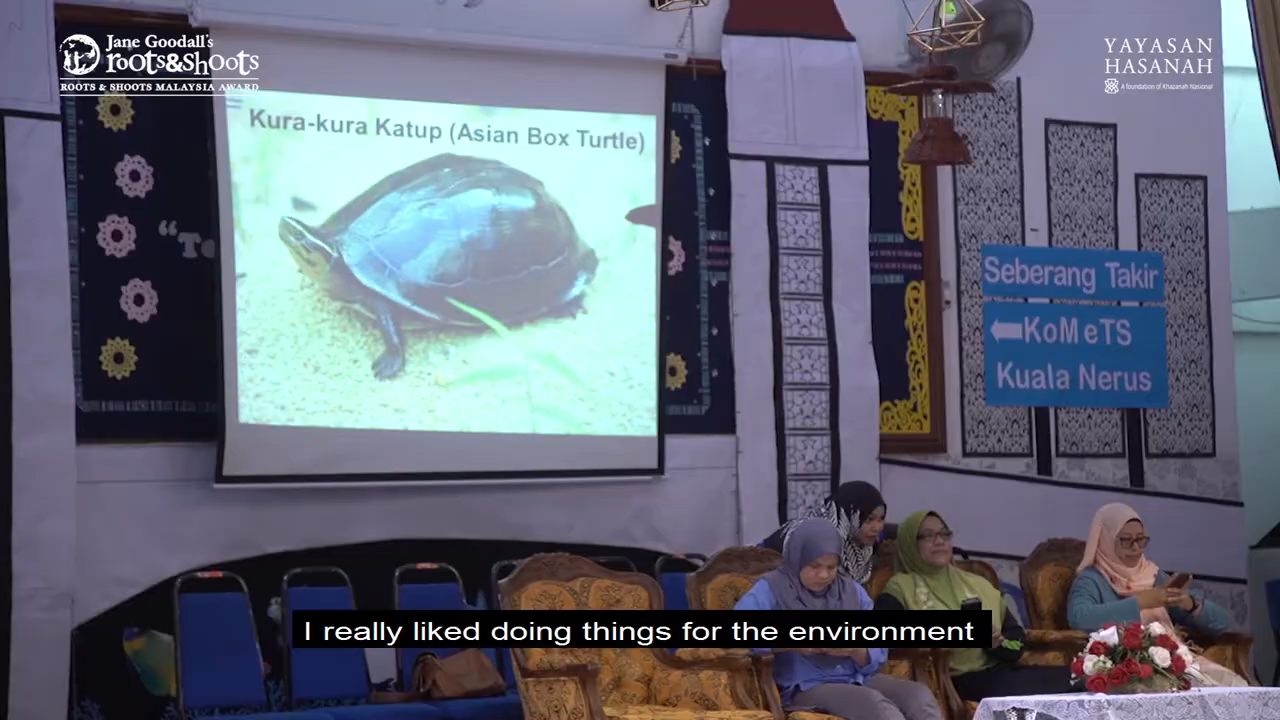 Jane Goodall's
roots&shoots
ROOTS & SHOOTS MALAYSIA AWARD
YAYASAN
HASANAH
A foundation of Khazanah Nasional
Kura-kura Katup (Asian Box Turtle)
"Te
Seberang Takir
KoMeTS
Kuala Nerus
I really liked doing things for the environment